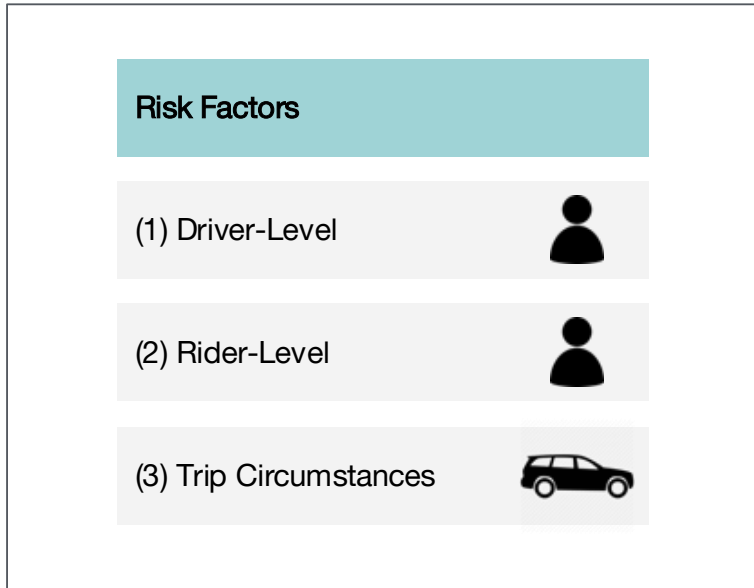 Risk Factors
(1) Driver-Level
(2) Rider-Level
(3) Trip Circumstances